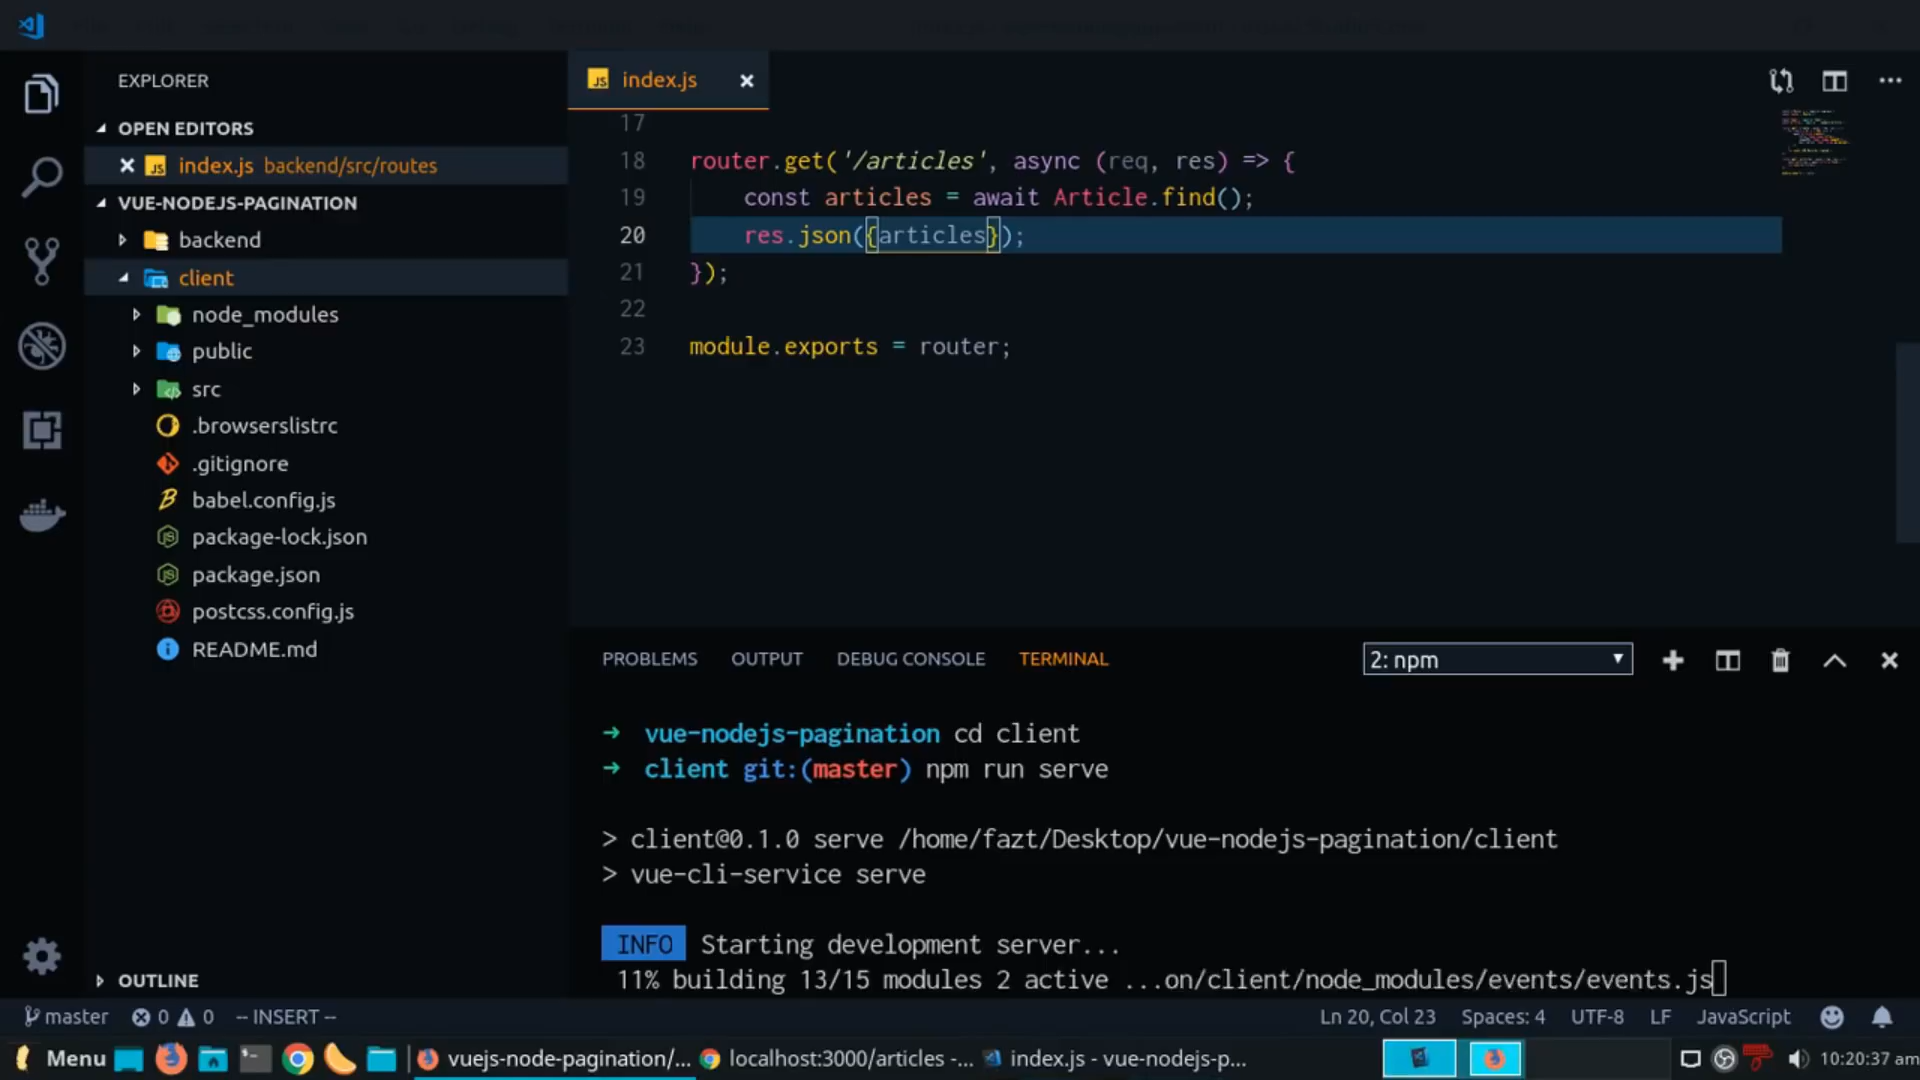 EXPLORER
OPEN EDITORS
index.js backend/src/routes
VUE-NODEJS-PAGINATION
backend
client
node_modules
public
src
.browserslistrc
.gitignore
babel.config.js
package-lock.json
package.json
postcss.config.js
README.md
OUTLINE
index.js
17
18 router.get('/articles', async (req, res) => {
19 const articles = await Article.find();
20 res.json({articles});
21 });
22
23 module.exports = router;
PROBLEMS OUTPUT DEBUG CONSOLE TERMINAL 2: npm
→ vue-nodejs-pagination cd client
→ client git:(master) npm run serve
> client@0.1.0 serve /home/fazt/Desktop/vue-nodejs-pagination/client
> vue-cli-service serve
INFO Starting development server...
11% building 13/15 modules 2 active ...on/client/node_modules/events/events.js
master 0 0 -- INSERT -- Ln 20, Col 23 Spaces: 4 UTF-8 LF JavaScript
Menu vuejs-node-pagination/... localhost:3000/articles -... index.js - vue-nodejs-p... 10:20:37 am